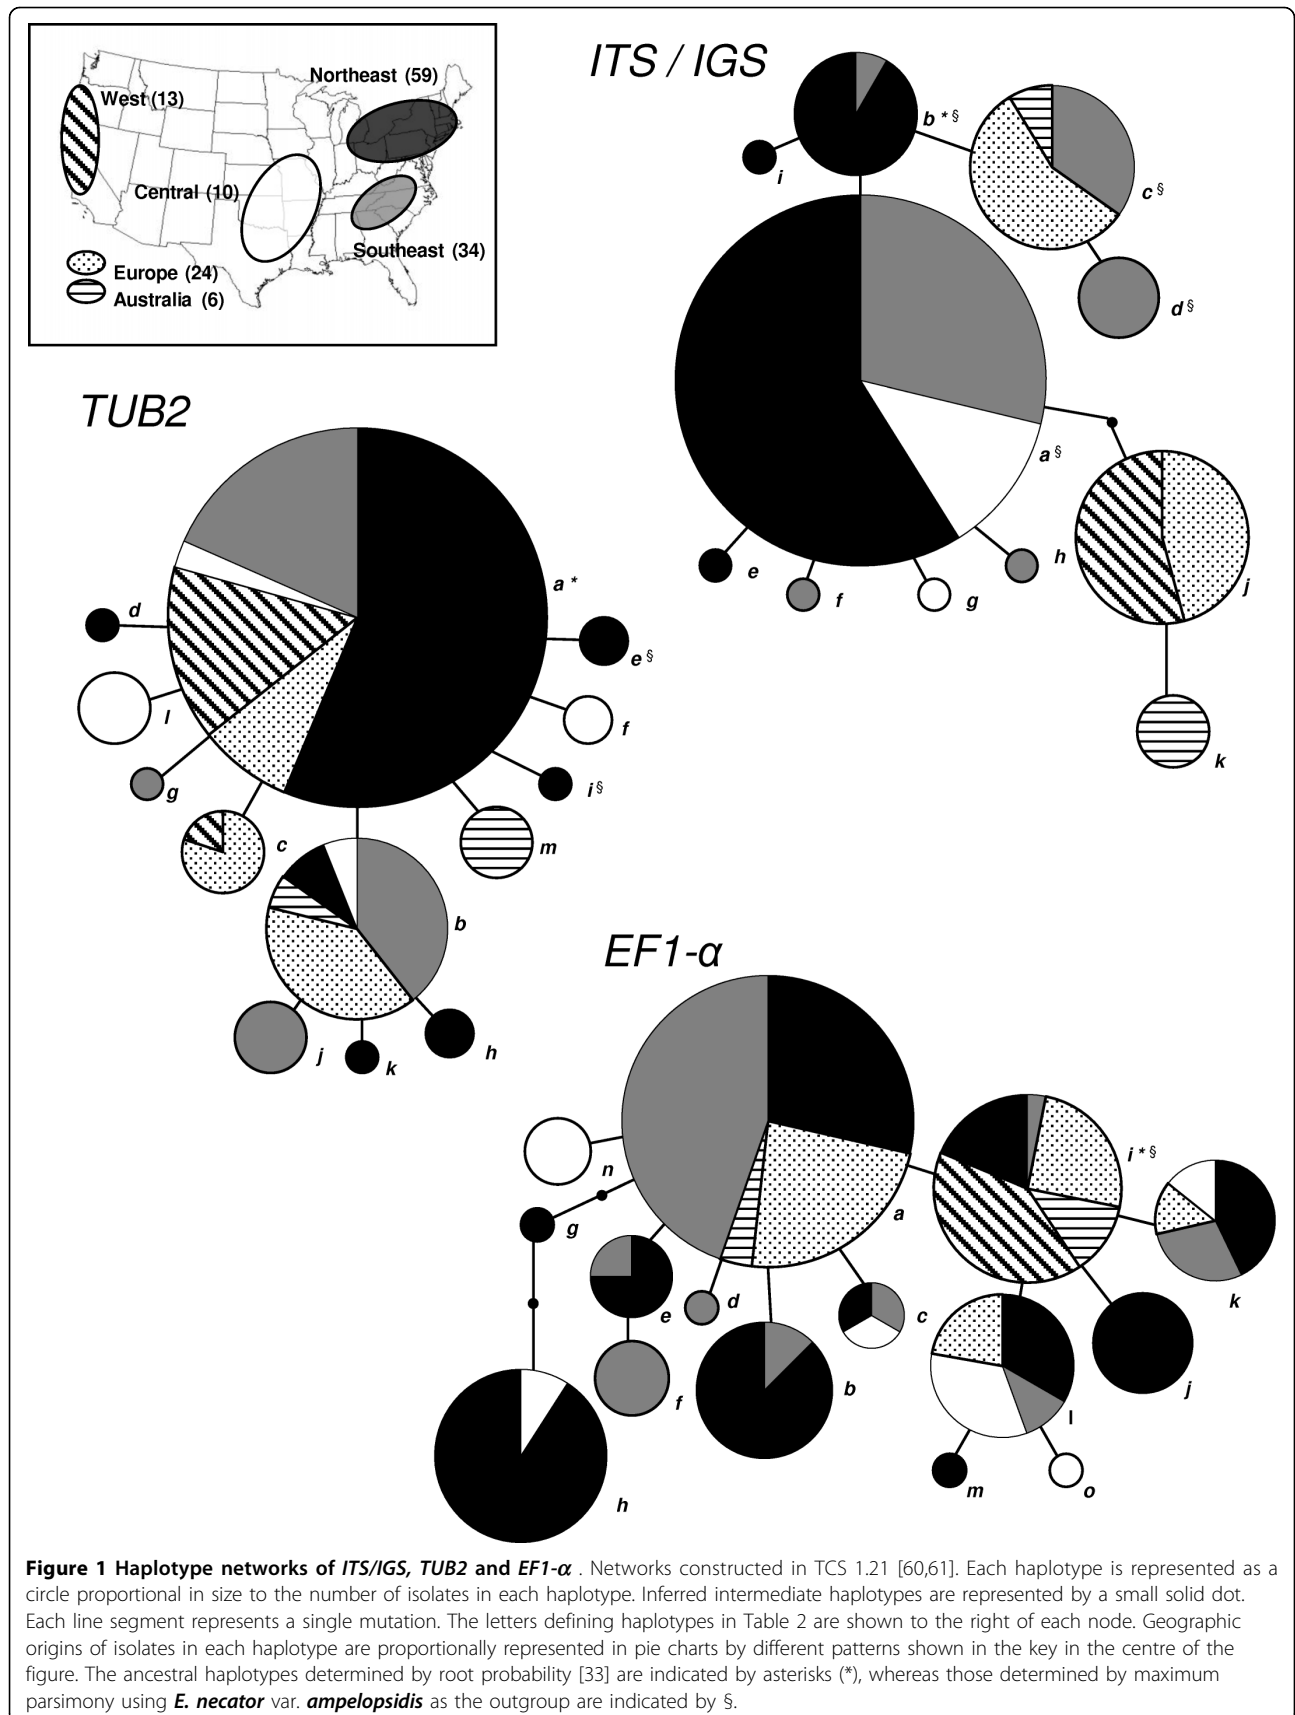 Northeast (59)
West (13)
Central (10)
Southeast (34)
Europe (24)
Australia (6)
ITS / IGS
b * §
i
c §
d §
a §
e
f
g
h
j
k
TUB2
a *
d
e §
l
f
g
i §
c
m
b
j
k
h
EF1-α
n
i * §
a
g
k
e
d
c
f
b
l
j
m
o
h
Figure 1 Haplotype networks of ITS/IGS, TUB2 and EF1-α . Networks constructed in TCS 1.21 [60,61]. Each haplotype is represented as a
circle proportional in size to the number of isolates in each haplotype. Inferred intermediate haplotypes are represented by a small solid dot.
Each line segment represents a single mutation. The letters defining haplotypes in Table 2 are shown to the right of each node. Geographic
origins of isolates in each haplotype are proportionally represented in pie charts by different patterns shown in the key in the centre of the
figure. The ancestral haplotypes determined by root probability [33] are indicated by asterisks (*), whereas those determined by maximum
parsimony using E. necator var. ampelopsidis as the outgroup are indicated by §.